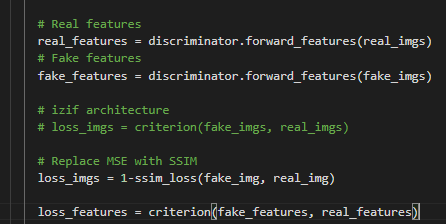 # Real features
real_features = discriminator.forward_features(real_imgs)
# Fake features
fake_features = discriminator.forward_features(fake_imgs)
# izif architecture
# loss_imgs = criterion(fake_imgs, real_imgs)
# Replace MSE with SSIM
loss_imgs = 1-ssim_loss(fake_img, real_img)
loss_features = criterion(fake_features, real_features)